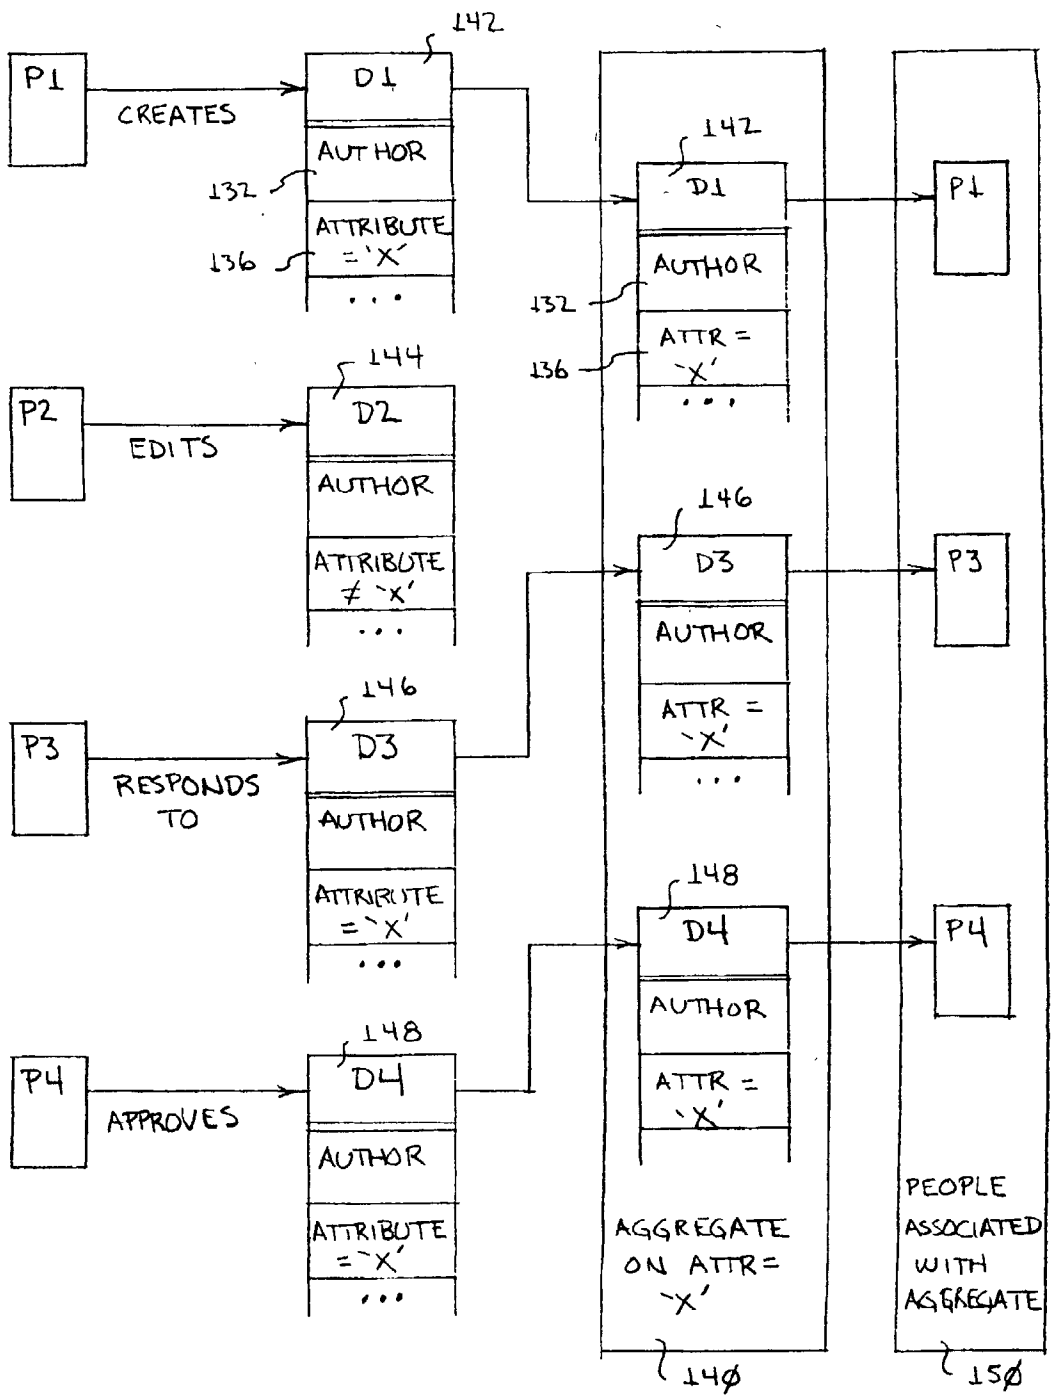 142
P1
D1
CREATES
AUTHOR
132
ATTRIBUTE
='X'
136
...
144
P2
D2
EDITS
AUTHOR
ATTRIBUTE
≠ 'X'
...
146
P3
D3
RESPONDS
TO
AUTHOR
ATTRIBUTE
= 'X'
...
148
P4
D4
APPROVES
AUTHOR
ATTRIBUTE
= 'X'
...
142
D1
AUTHOR
132
ATTR =
'X'
136
...
146
D3
AUTHOR
ATTR =
'X'
...
148
D4
AUTHOR
ATTR =
'X'
AGGREGATE
ON ATTR =
'X'
14Ø
P1
P3
P4
PEOPLE
ASSOCIATED
WITH
AGGREGATE
15Ø